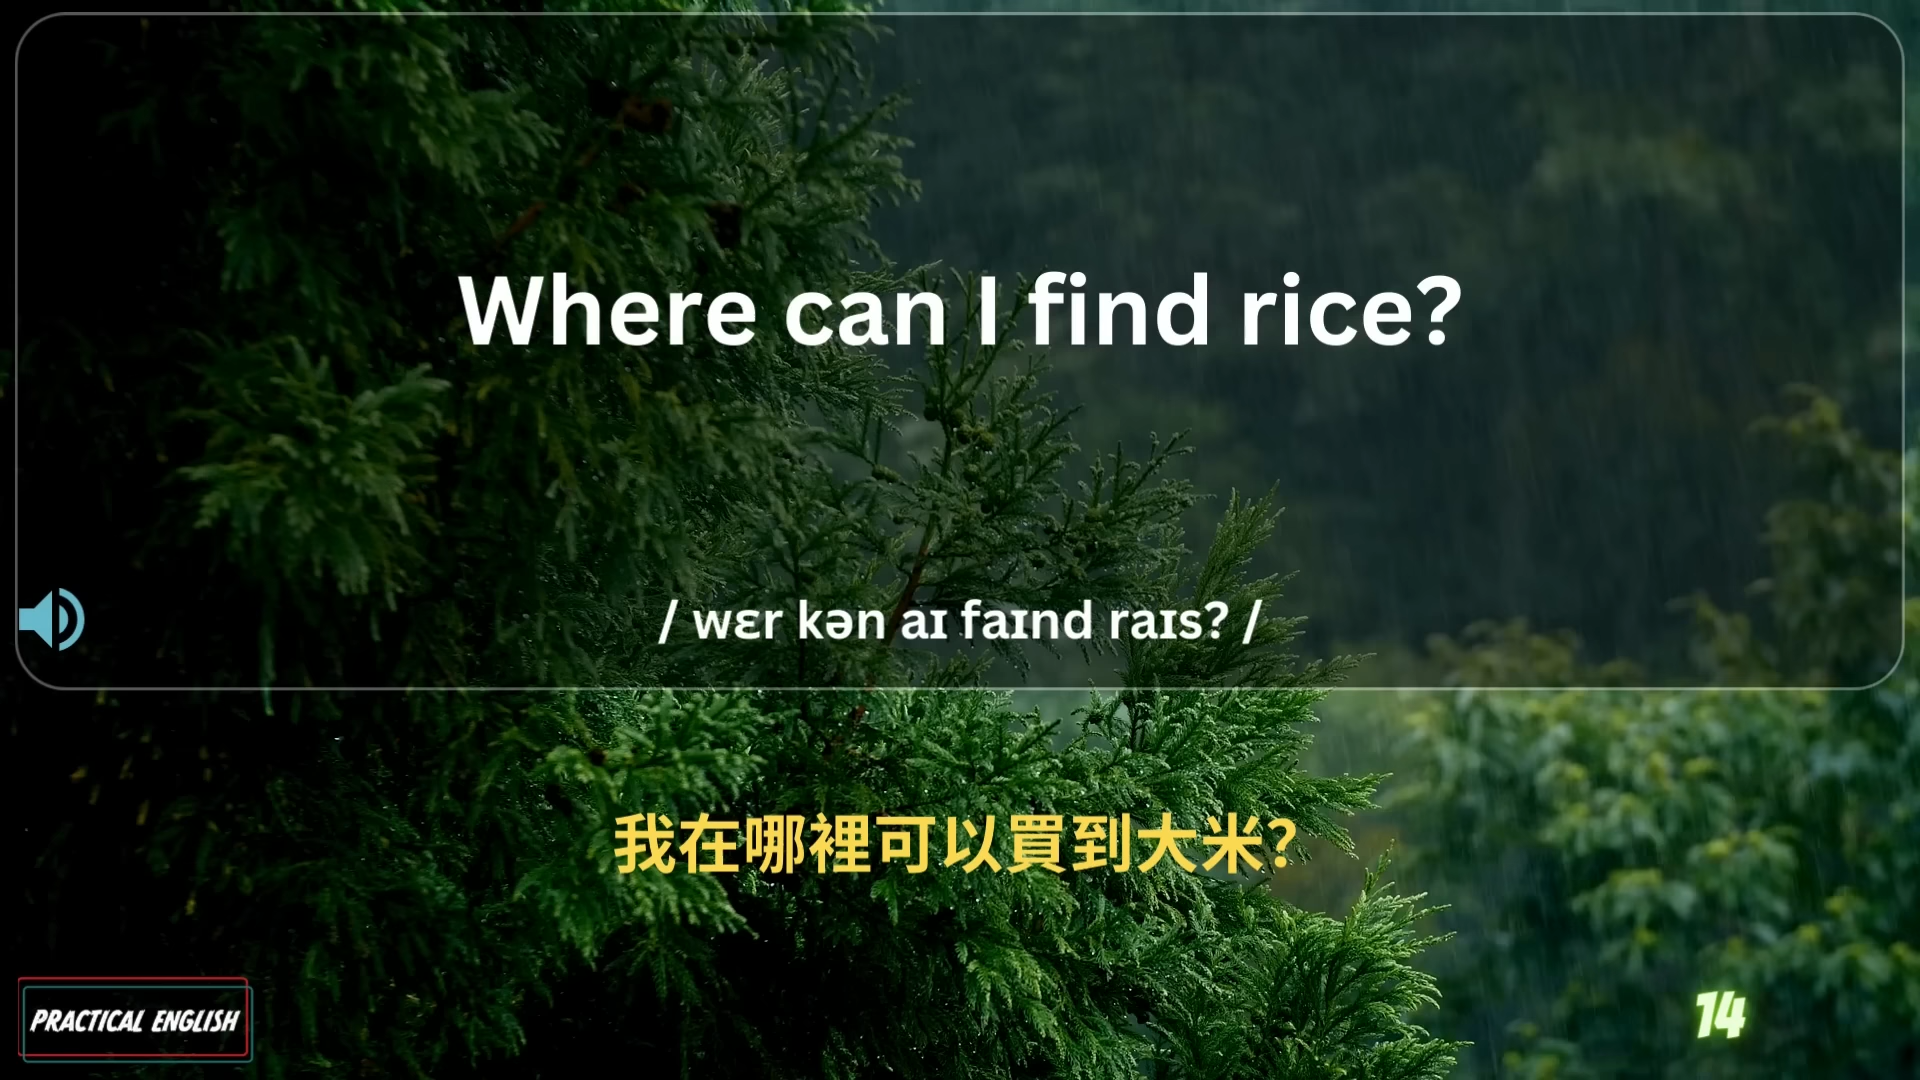 Where can I find rice?
/ wɛr kən aɪ faɪnd raɪs? /
我在哪裡可以買到大米?
PRACTICAL ENGLISH
14